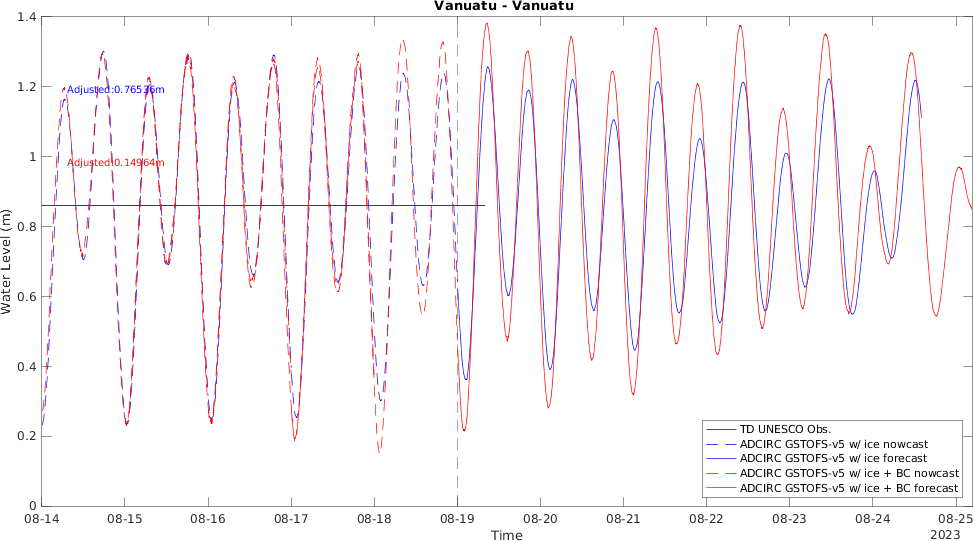 Vanuatu - Vanuatu
1.4
1.2
1
0.8
0.6
0.4
0.2
0
Water Level (m)
Adjusted:0.76536m
Adjusted:0.14964m
TD UNESCO Obs.
ADCIRC GSTOFS-v5 w/ ice nowcast
ADCIRC GSTOFS-v5 w/ ice forecast
ADCIRC GSTOFS-v5 w/ ice + BC nowcast
ADCIRC GSTOFS-v5 w/ ice + BC forecast
08-14 08-15 08-16 08-17 08-18 08-19 08-20 08-21 08-22 08-23 08-24 08-25
2023
Time